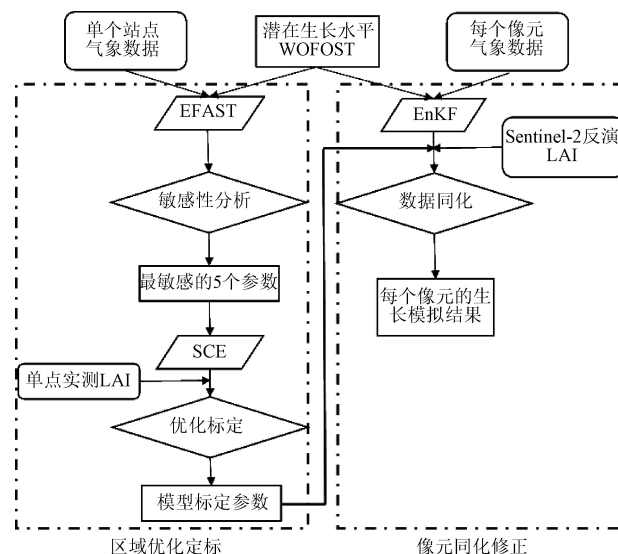 单个站点
气象数据
潜在生长水平
WOFOST
每个像元
气象数据
EFAST
敏感性分析
最敏感的5个参数
SCE
单点实测LAI
优化标定
模型标定参数
区域优化定标
EnKF
Sentinel-2反演
LAI
数据同化
每个像元的生
长模拟结果
像元同化修正